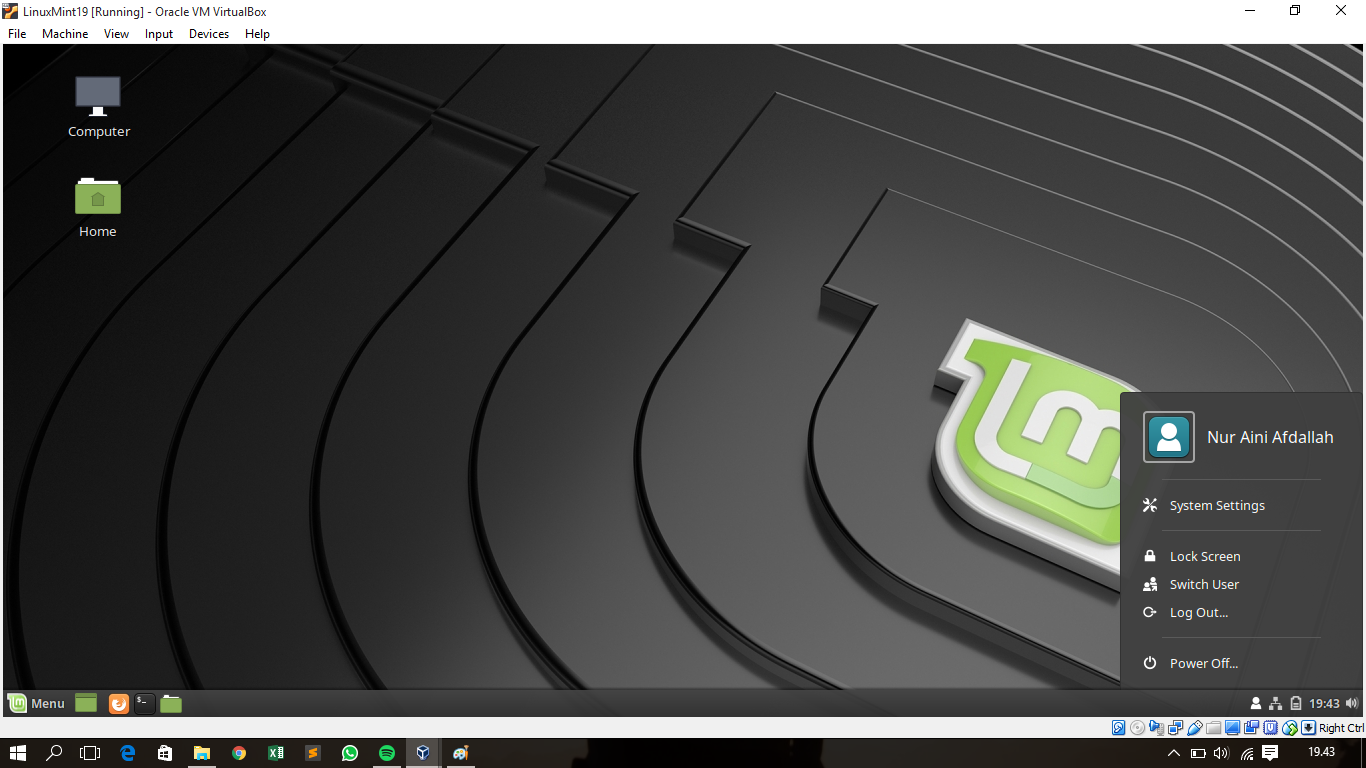 LinuxMint19 [Running] - Oracle VM VirtualBox
File Machine View Input Devices Help
Computer
Home
lm
Nur Aini Afdallah
System Settings
Lock Screen
Switch User
Log Out...
Power Off...
Menu
$-
19:43
Right Ctrl
19.43